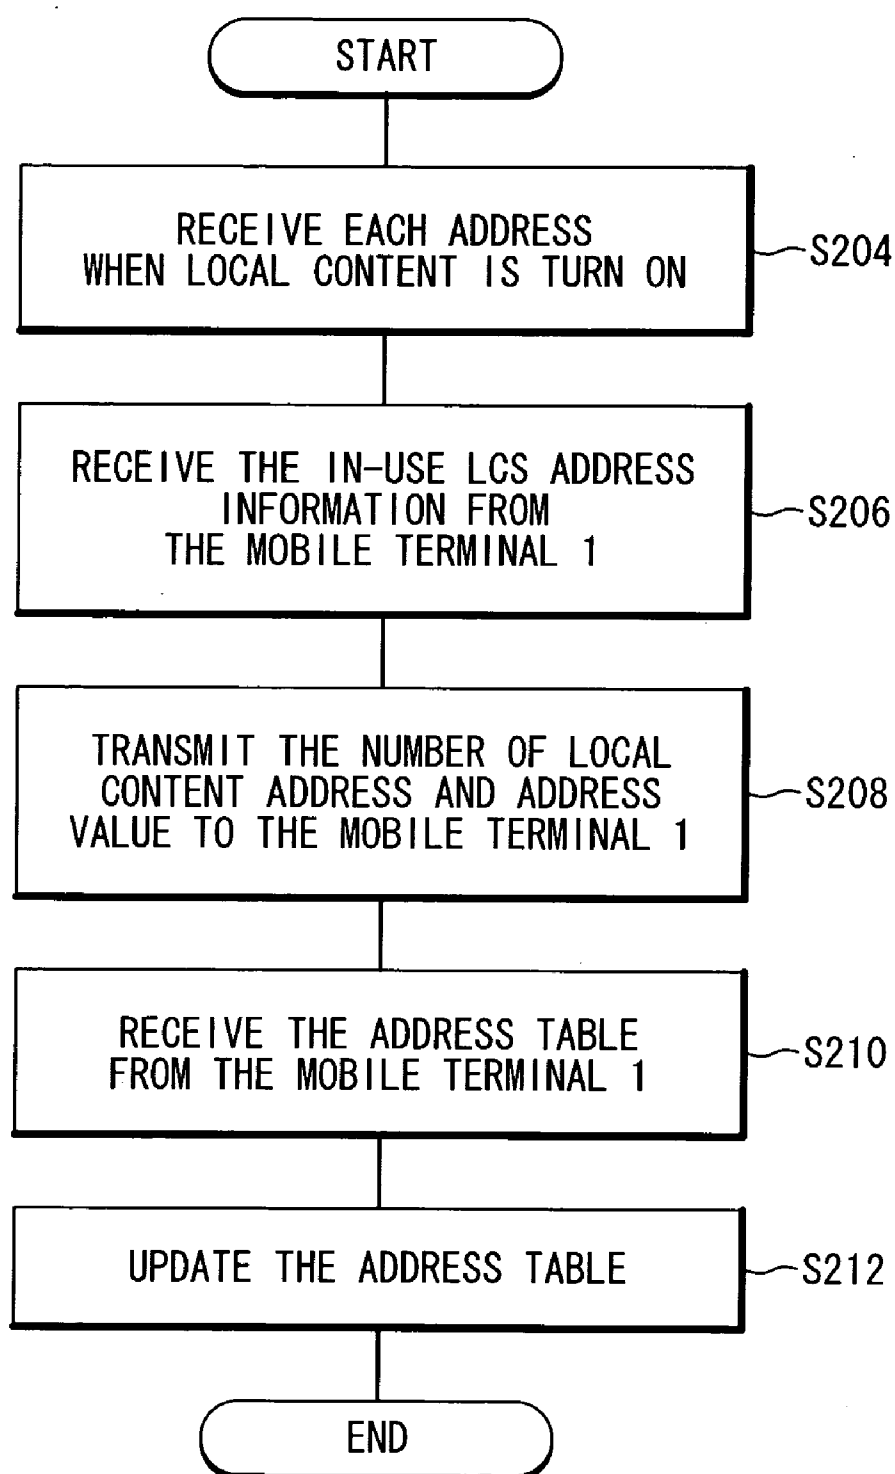 START
RECEIVE EACH ADDRESS
WHEN LOCAL CONTENT IS TURN ON
S204
RECEIVE THE IN-USE LCS ADDRESS
INFORMATION FROM
THE MOBILE TERMINAL 1
S206
TRANSMIT THE NUMBER OF LOCAL
CONTENT ADDRESS AND ADDRESS
VALUE TO THE MOBILE TERMINAL 1
S208
RECEIVE THE ADDRESS TABLE
FROM THE MOBILE TERMINAL 1
S210
UPDATE THE ADDRESS TABLE
S212
END